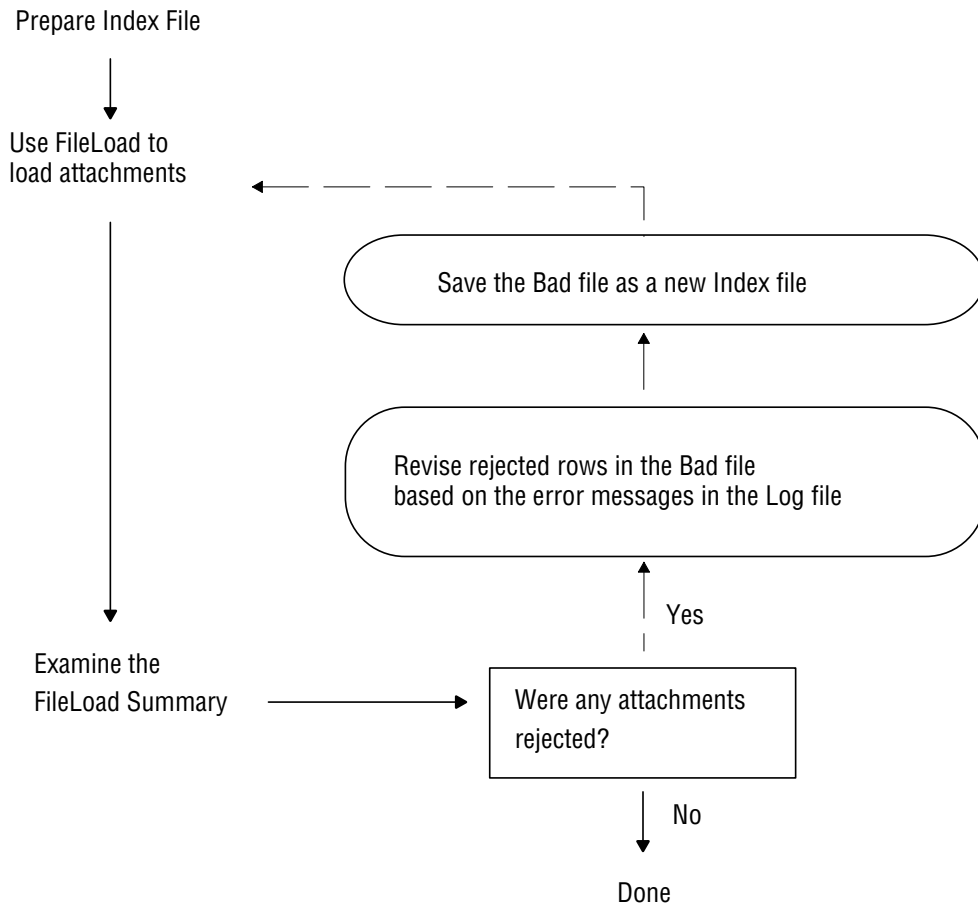 Prepare Index File
Use FileLoad to
load attachments
Save the Bad file as a new Index file
Revise rejected rows in the Bad file
based on the error messages in the Log file
Yes
Examine the
FileLoad Summary
Were any attachments
rejected?
No
Done